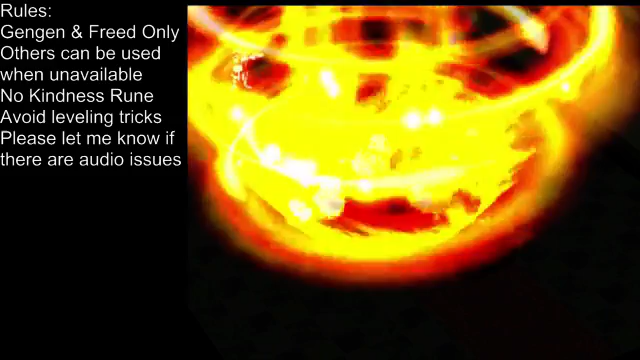 Rules:
Gengen & Freed Only
Others can be used
when unavailable
No Kindness Rune
Avoid leveling tricks
Please let me know if
there are audio issues